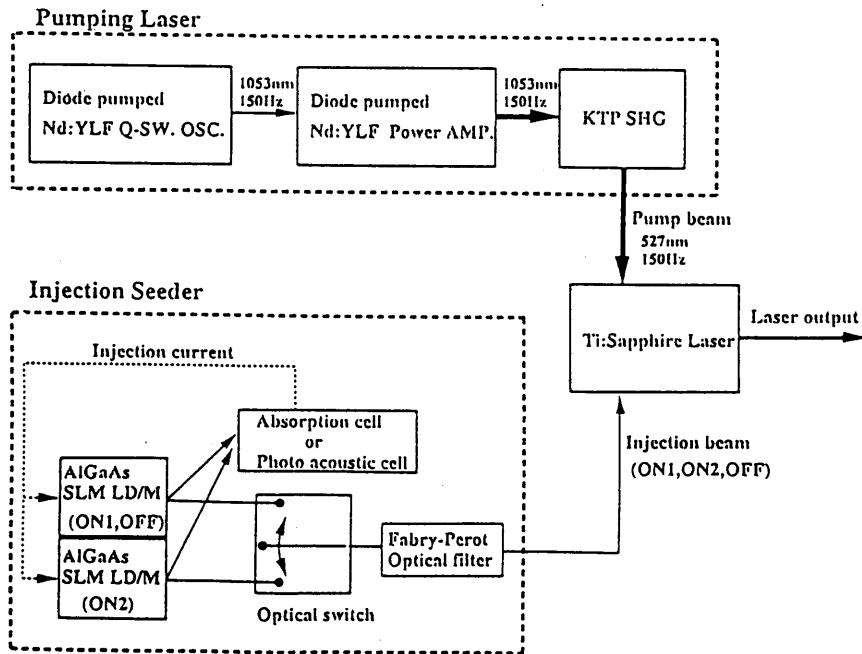 Pumping Laser
Diode pumped
Nd:YLF Q-SW. OSC.
1053nm
150Hz
Diode pumped
Nd:YLF Power AMP.
1053nm
150Hz
KTP SHG
Pump beam
527nm
150Hz
Injection Seeder
Ti:Sapphire Laser
Laser output
Injection current
Absorption cell
or
Photo acoustic cell
Injection beam
(ON1,ON2,OFF)
AlGaAs
SLM LD/M
(ON1,OFF)
AlGaAs
SLM LD/M
(ON2)
Fabry-Perot
Optical filter
Optical switch